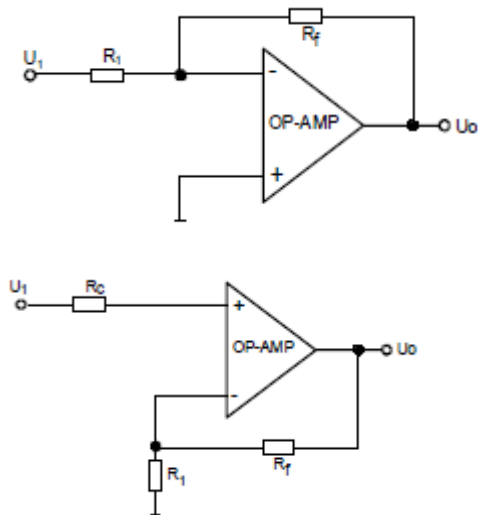 Rf
U1 R1
-
OP-AMP Uo
+
U1 Rc
+
OP-AMP Uo
-
Rf
R1